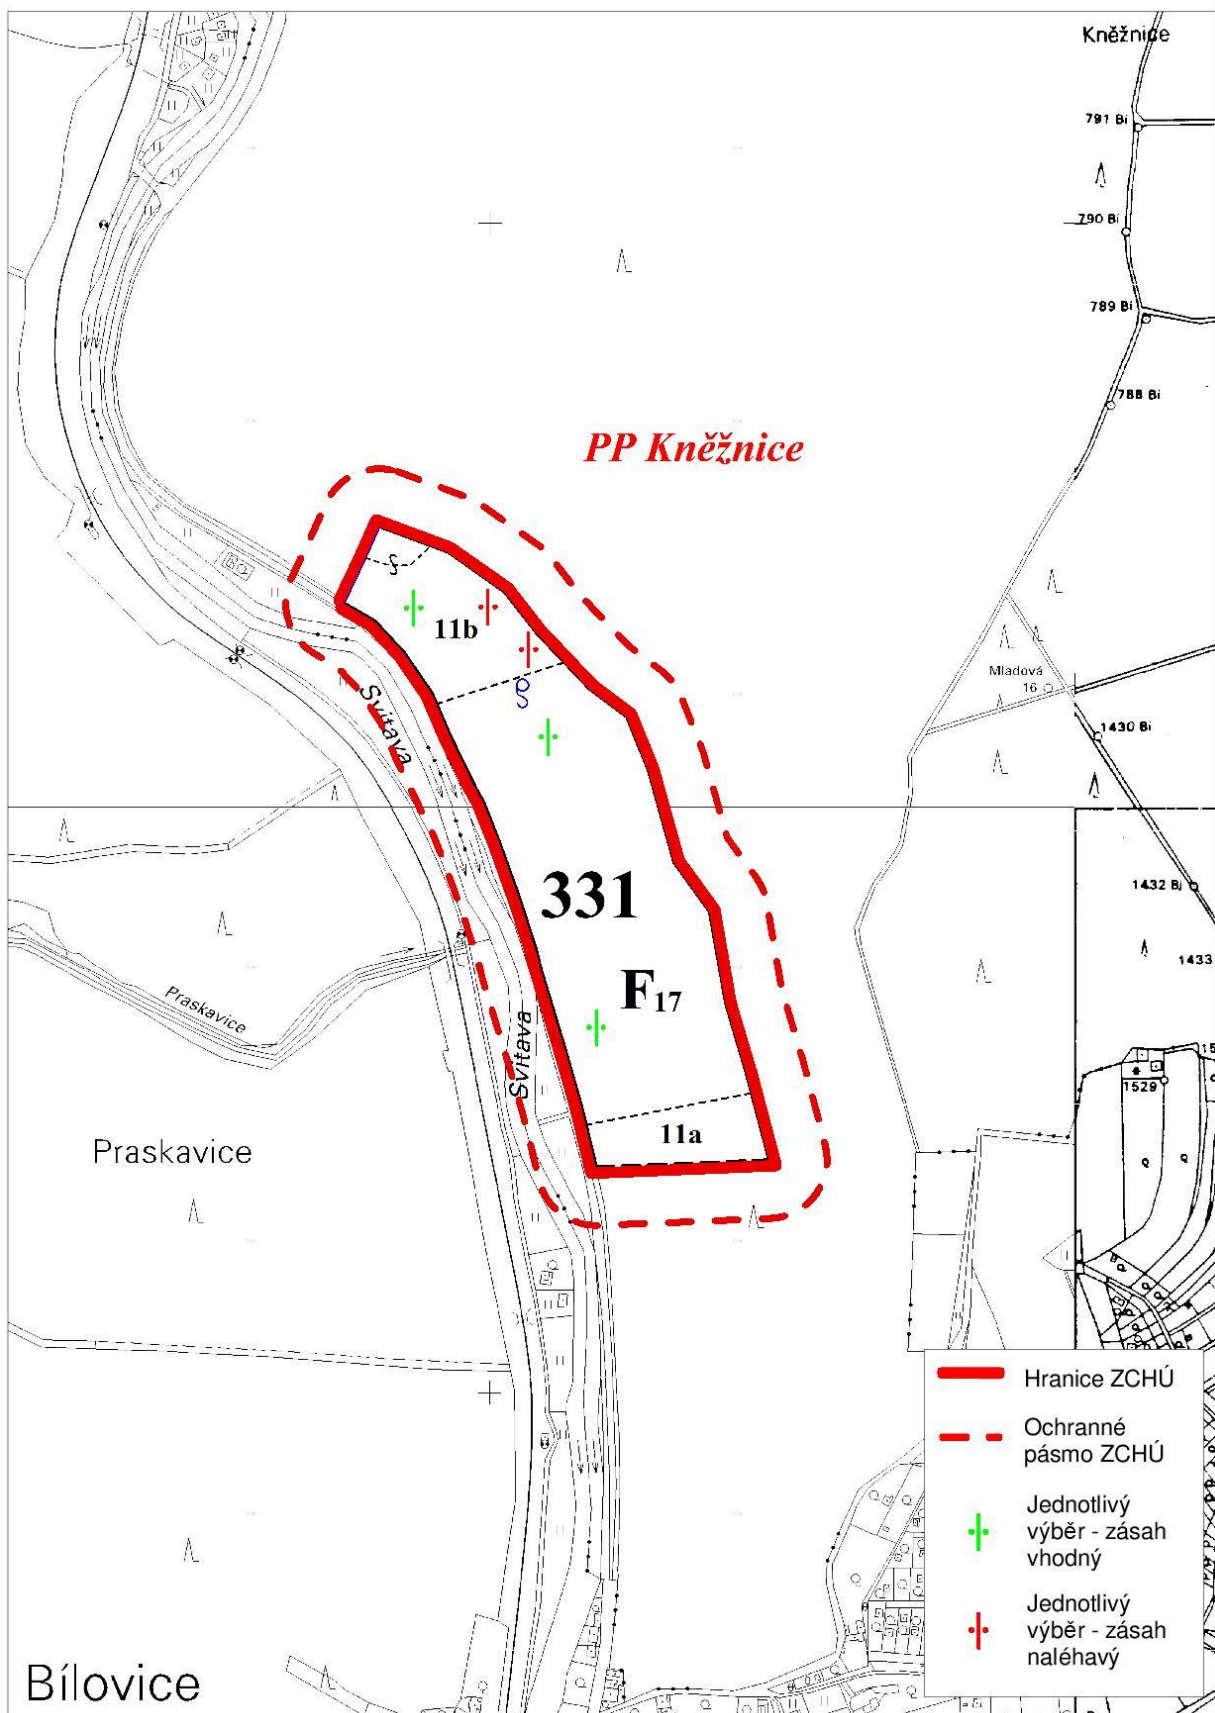 Kněžnice
791 Bi
790 Bi
789 Bi
788 Bi
PP Kněžnice
11b
Mladová
16
Svitava
1430 Bi
331
1432 Bi
1433
F17
Praskavice
Svitava
1529
11a
Praskavice
Hranice ZCHÚ
Ochranné
pásmo ZCHÚ
Jednotlivý
výběr - zásah
vhodný
Jednotlivý
výběr - zásah
naléhavý
Bílovice